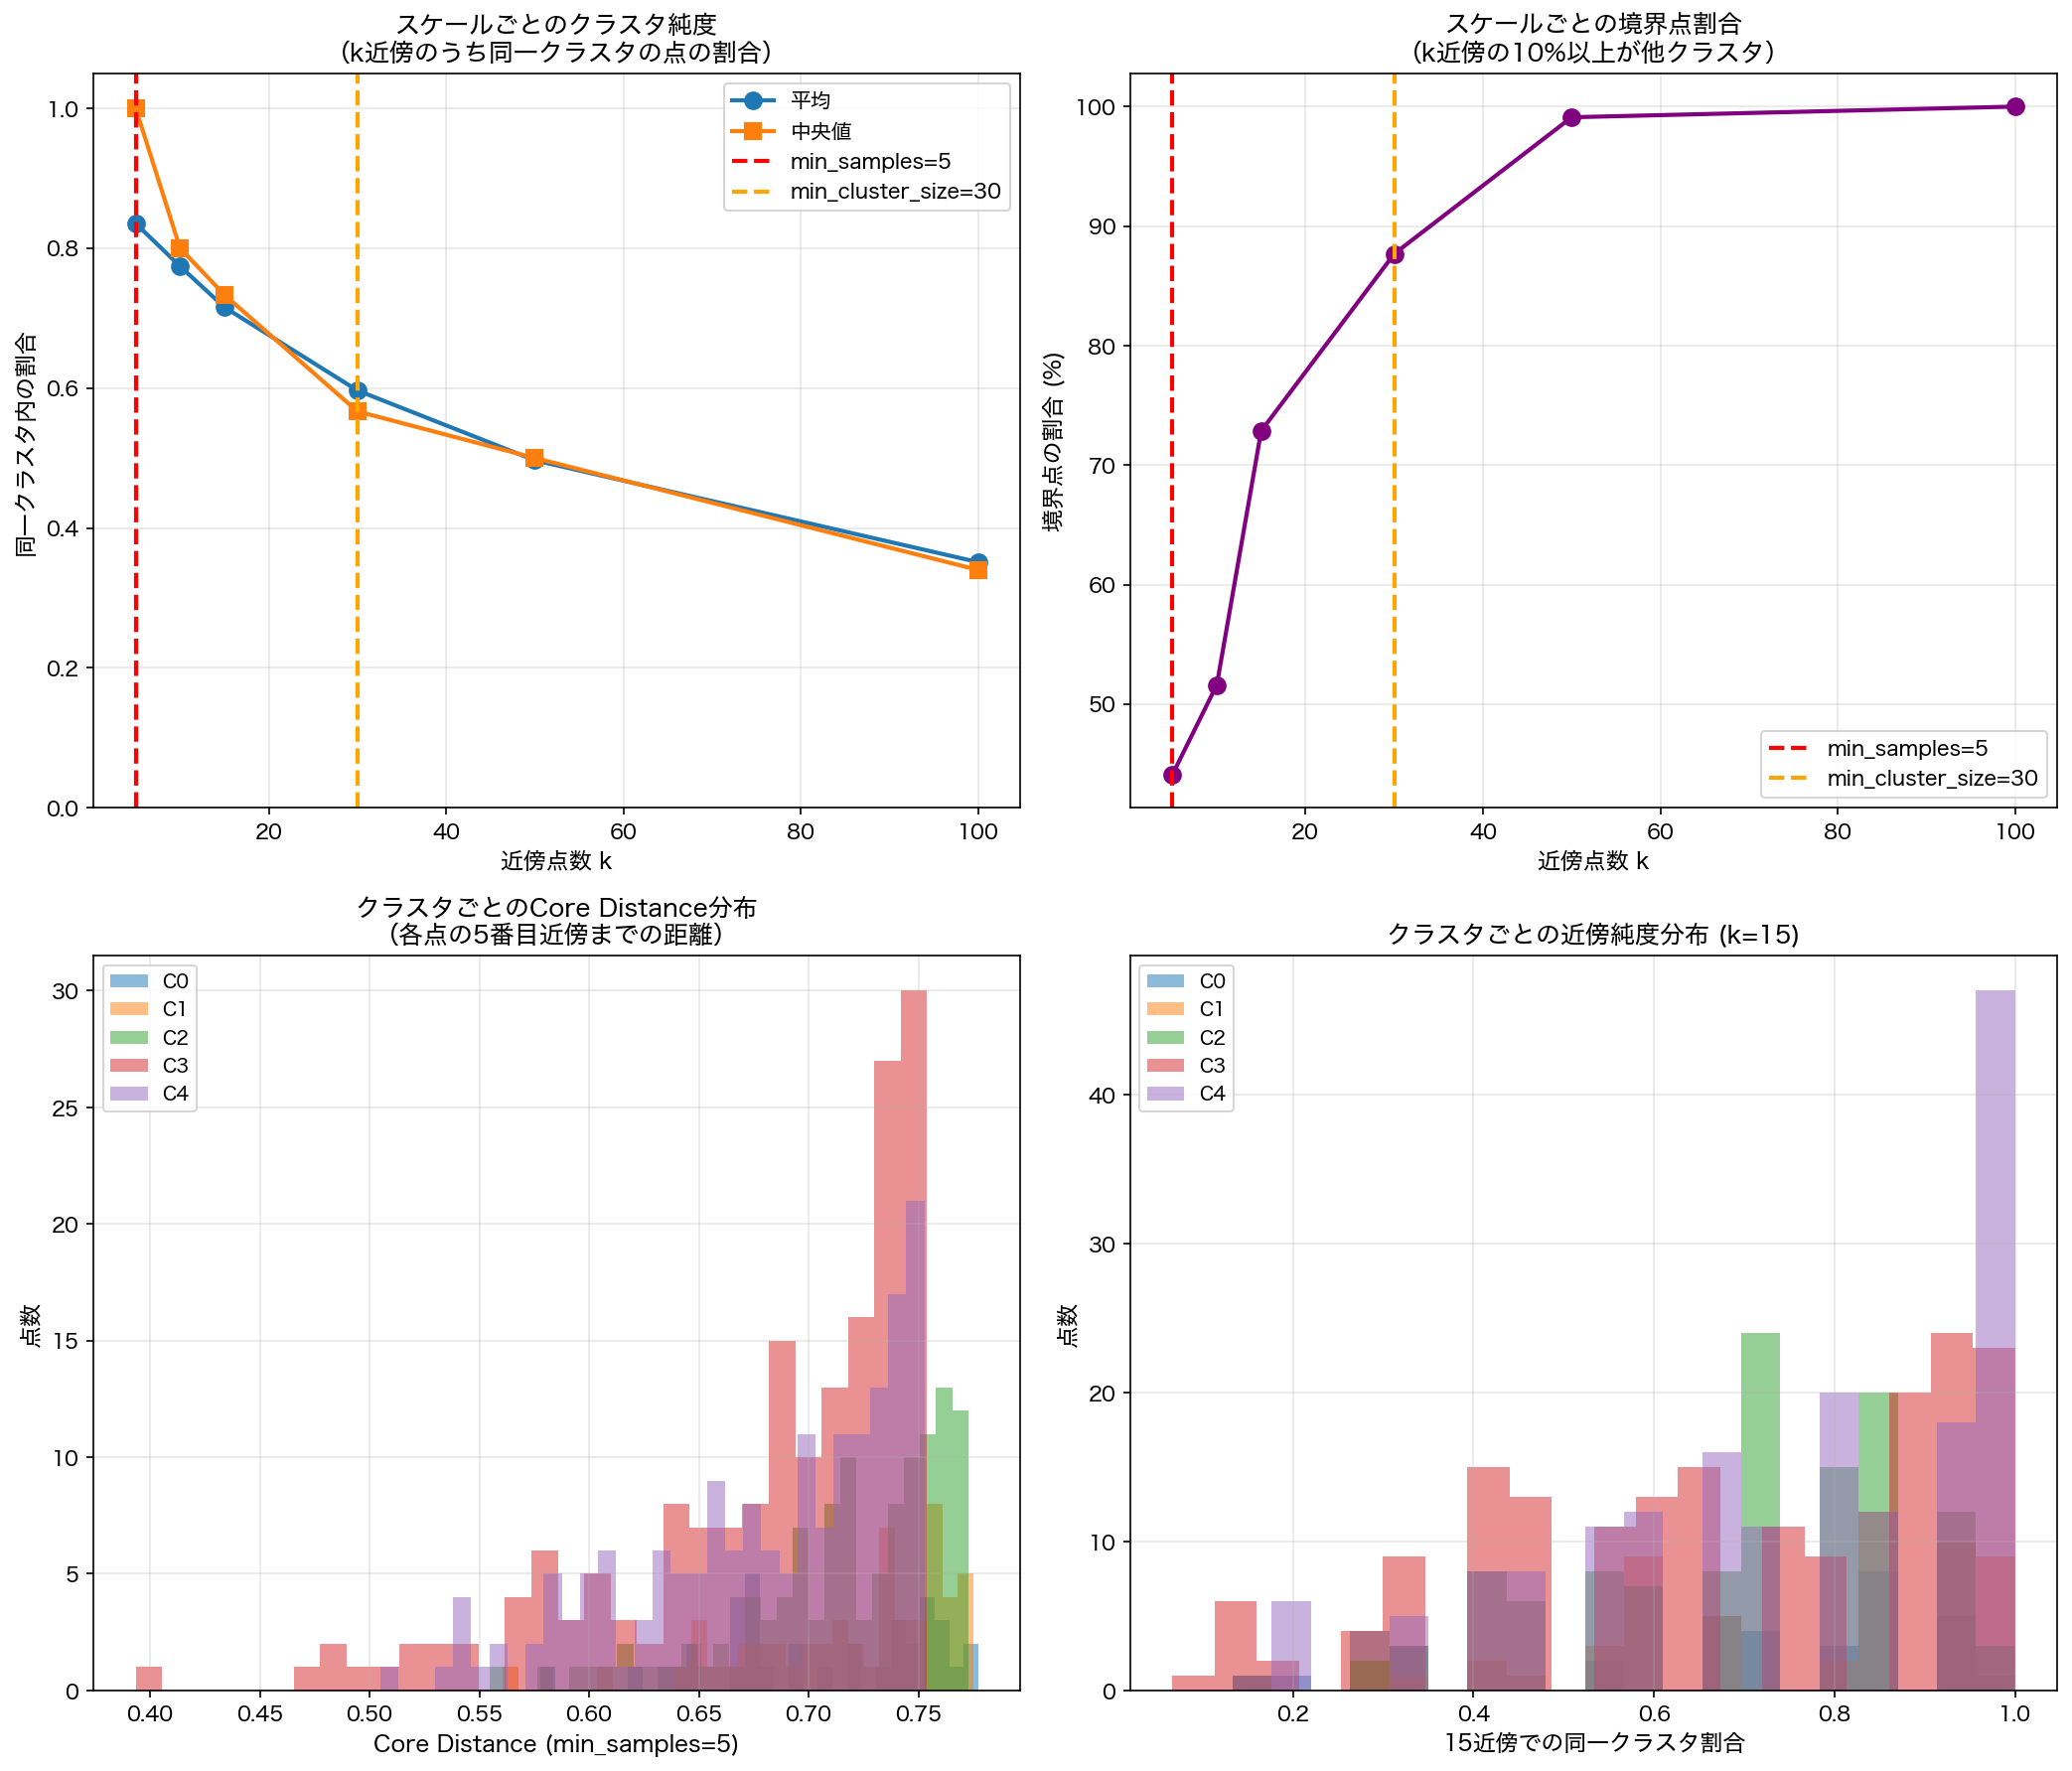 スケールごとのクラスタ純度
（k近傍のうち同一クラスタの点の割合）
1.0
0.8
0.6
0.4
0.2
0.0
同一クラスタ内の割合
平均
中央値
min_samples=5
min_cluster_size=30
20
40
60
80
100
近傍点数 k
スケールごとの境界点割合
（k近傍の10%以上が他クラスタ）
100
90
80
70
60
50
境界点の割合 (%)
min_samples=5
min_cluster_size=30
20
40
60
80
100
近傍点数 k
クラスタごとのCore Distance分布
（各点の5番目近傍までの距離）
30
25
20
15
10
5
0
点数
C0
C1
C2
C3
C4
0.40
0.45
0.50
0.55
0.60
0.65
0.70
0.75
Core Distance (min_samples=5)
クラスタごとの近傍純度分布 (k=15)
40
30
20
10
0
点数
C0
C1
C2
C3
C4
0.2
0.4
0.6
0.8
1.0
15近傍での同一クラスタ割合